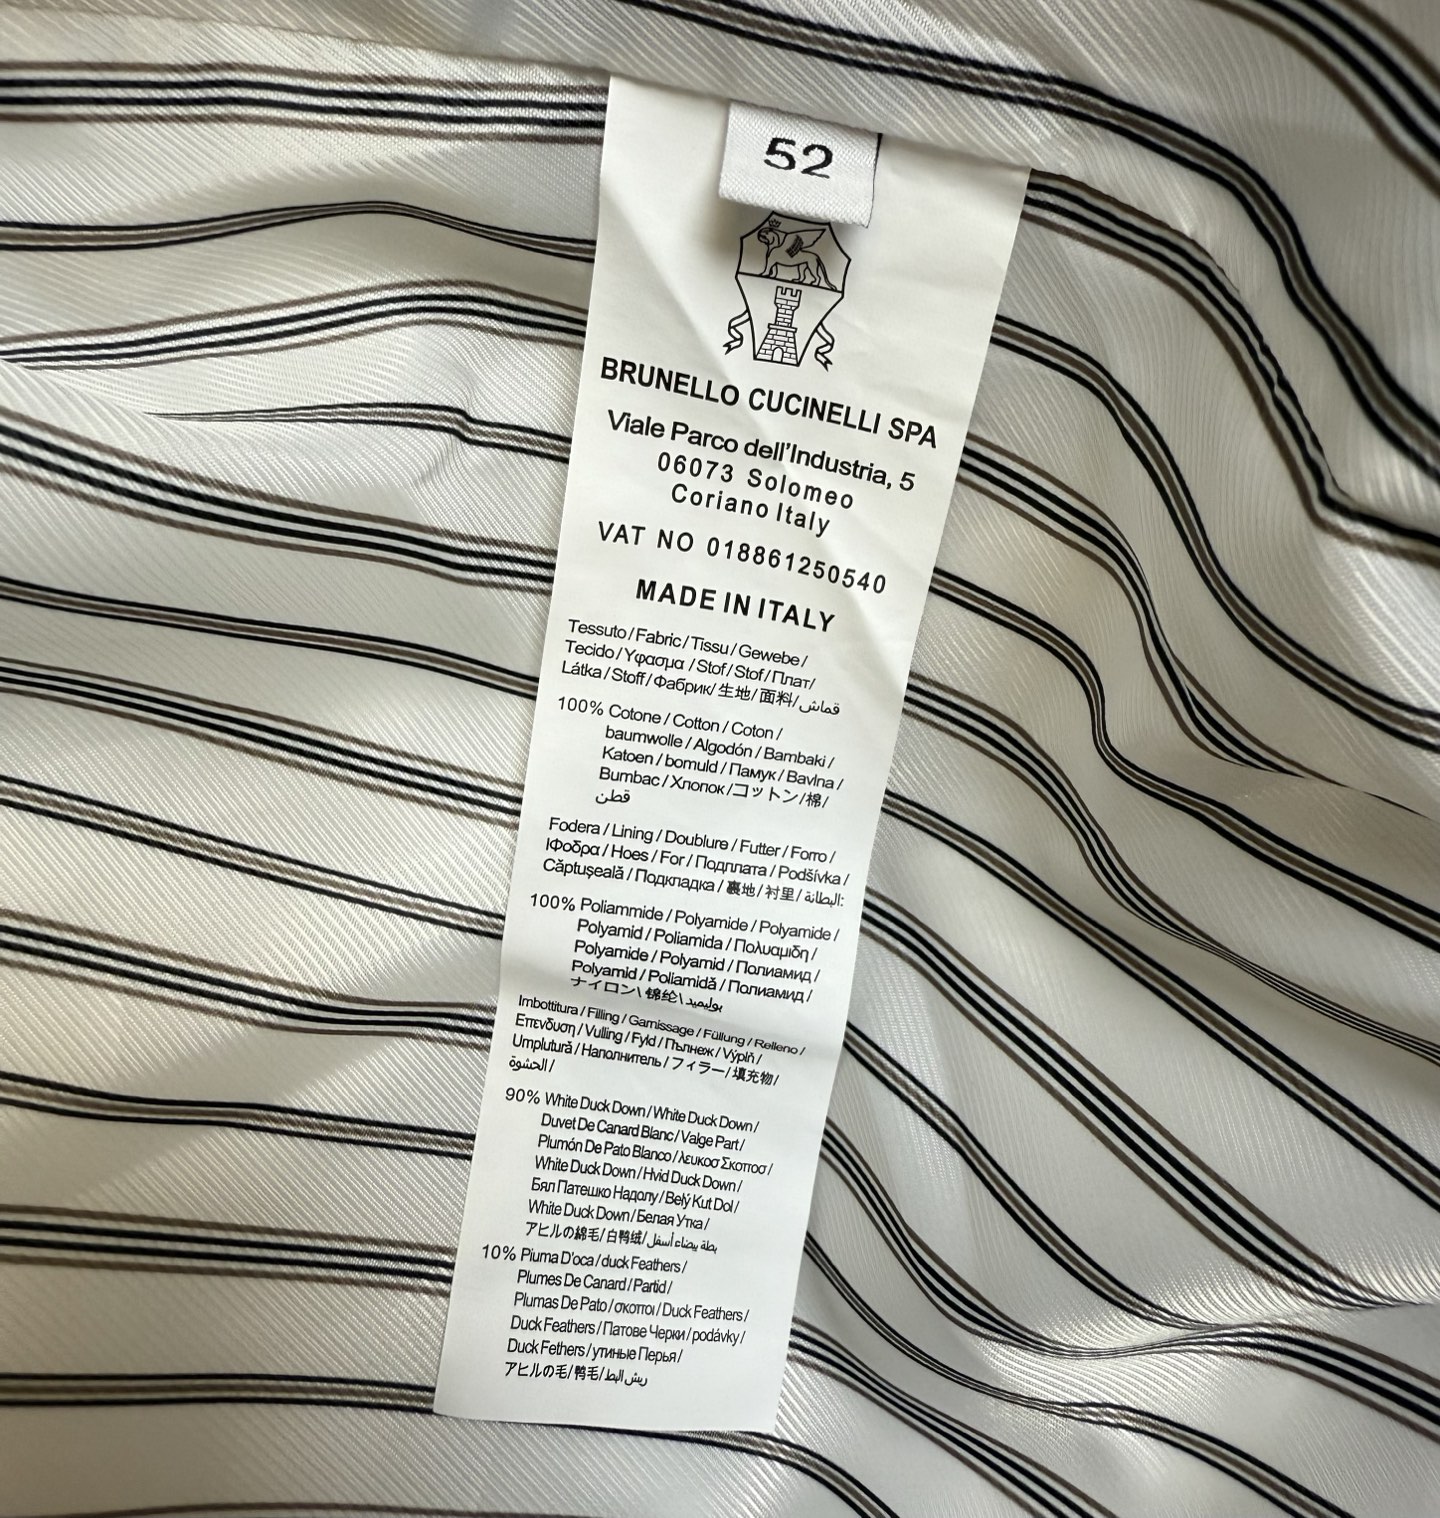 52
BRUNELLO CUCINELLI SPA
Viale Parco dell'Industria, 5
06073 Solomeo
Coriano Italy
VAT NO 018861250540
MADE IN ITALY
Tessuto / Fabric / Tissu / Gewebe /
Tecido / Υφασμα / Stof / Stof / Плат/
Látka / Stoff / Фабрик/ 生地/ 面料/ قماش
100% Cotone / Cotton / Coton /
baumwolle / Algodón / Bambaki /
Katoen / bomuld / Памук / Bavlna /
Bumbac / Хлопок /コットン/棉/
قطن
Fodera / Lining / Doublure / Futter / Forro /
ΙΦοδρα / Hoes / For / Подплата / Podšívka /
Căptușeală / Подкладка / 裏地/ 衬里/ البطانة:
100% Poliammide / Polyamide / Polyamide /
Polyamid / Poliamida / Πολυαμιδη /
Polyamide / Polyamid / Полиамид /
Polyamid / Poliamidă / Полиамид /
ナイロン\ 锦纶\ بوليميد
Imbottitura / Filling / Garnissage / Füllung / Relleno /
Επενδυση / Vulling / Fyld / Пълнеж / Výplň /
Umplutură / Наполнитель / フィラー/ 填充物/
الحشوة /
90% White Duck Down / White Duck Down /
Duvet De Canard Blanc / Valge Part /
Plumón De Pato Blanco / λευκοσ Σκοττοσ /
White Duck Down / Hvid Duck Down /
Бял Патешко Надолу / Belý Kut Dol /
White Duck Down / Белая Утка /
アヒルの綿毛/ 白鸭绒/ بطة بيضاء أسفل
10% Piuma D'oca / duck Feathers /
Plumes De Canard / Partid /
Plumas De Pato / σκοττοι / Duck Feathers /
Duck Feathers / Патове Черки / podávky /
Duck Fethers / утиные Перья /
アヒルの毛/ 鸭毛/ ريش البط